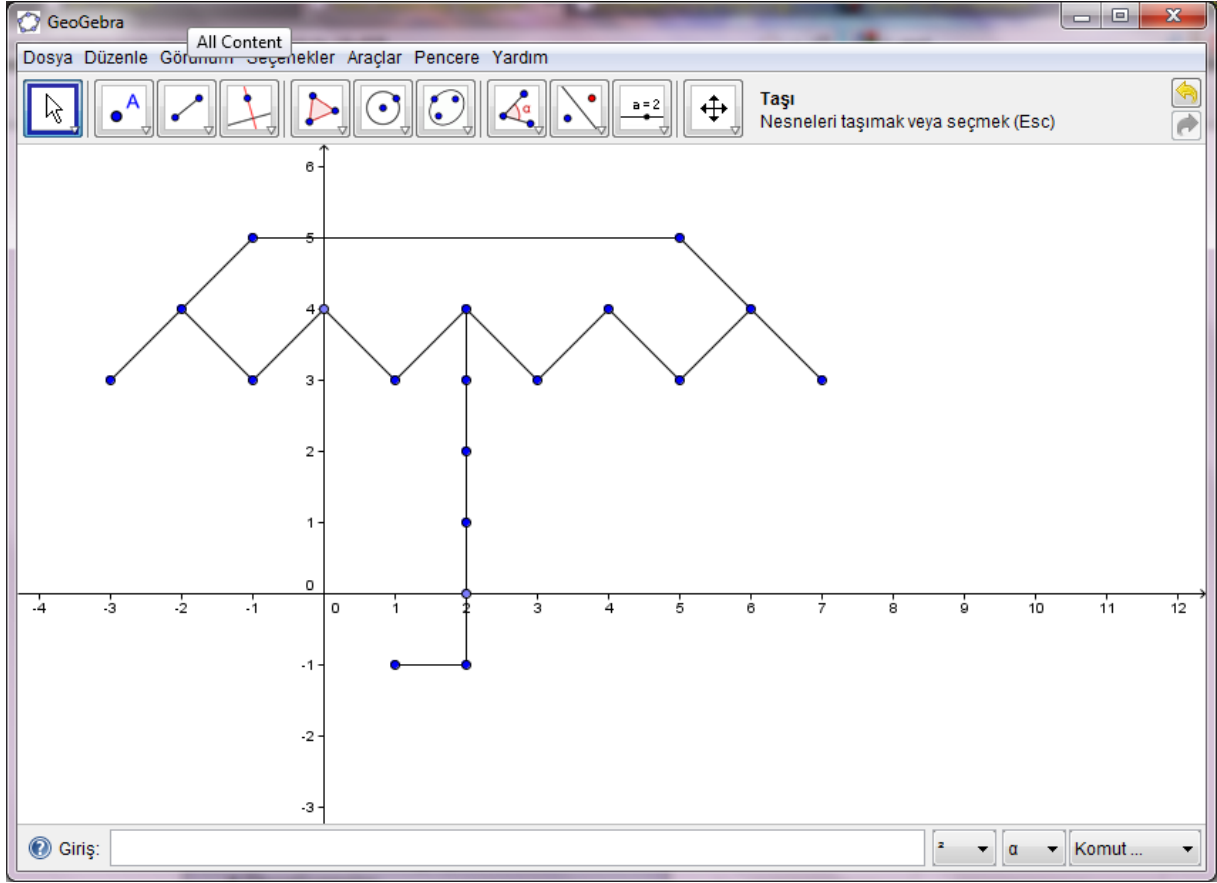 GeoGebra
All Content
Dosya Düzenle Görünüm Seçenekler Araçlar Pencere Yardım
A
α
a = 2
Taşı
Nesneleri taşımak veya seçmek (Esc)
6
5
4
3
2
1
0
-4 -3 -2 -1 0 1 2 3 4 5 6 7 8 9 10 11 12
-1
-2
-3
Giriş:
² α Komut ...